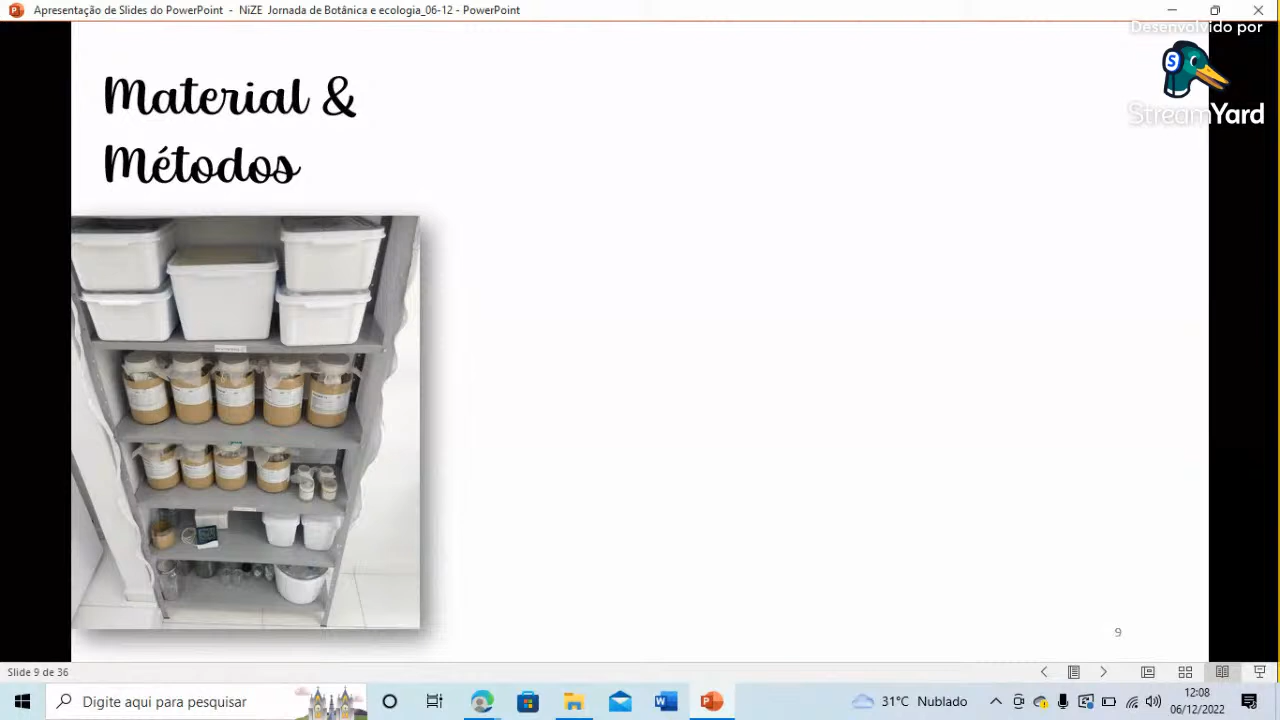 Apresentação de Slides do PowerPoint - NiZE Jornada de Botânica e ecologia_06-12 - PowerPoint
Desenvolvido por
StreamYard
Material &
Métodos
9
Slide 9 de 36
Digite aqui para pesquisar
31°C Nublado
12:08
06/12/2022